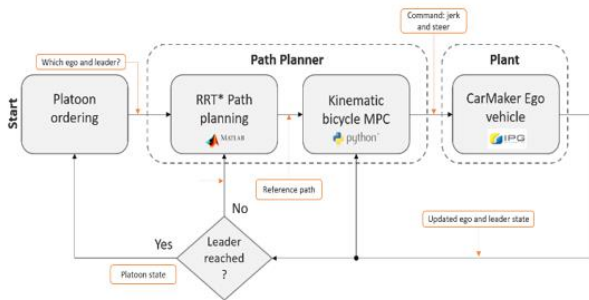 Command: jerk
and steer
Which ego and leader?
Path Planner
Plant
Start
Platoon
ordering
RRT* Path
planning
MATLAB
Kinematic
bicycle MPC
python
CarMaker Ego
vehicle
IPG
Reference path
No
Updated ego and leader state
Yes
Leader
reached
?
Platoon state